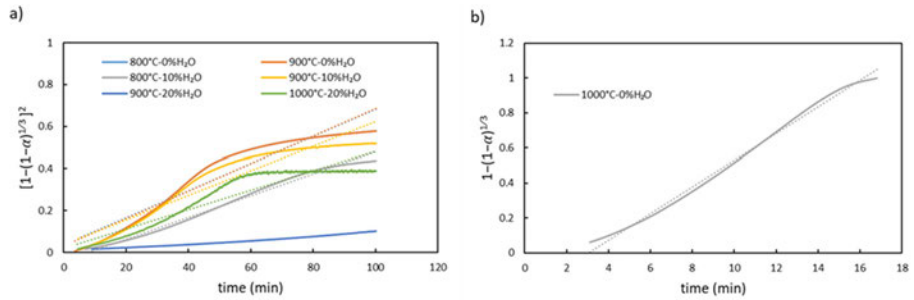 a)
[1−(1−α)^1/3 ]^2
1
0.8
0.6
0.4
0.2
0
800°C-0%H₂O
900°C-0%H₂O
800°C-10%H₂O
900°C-10%H₂O
900°C-20%H₂O
1000°C-20%H₂O
0 20 40 60 80 100 120
time (min)
b)
1−(1−α)^1/3
1.2
1
0.8
0.6
0.4
0.2
0
1000°C-0%H₂O
0 2 4 6 8 10 12 14 16 18
time (min)